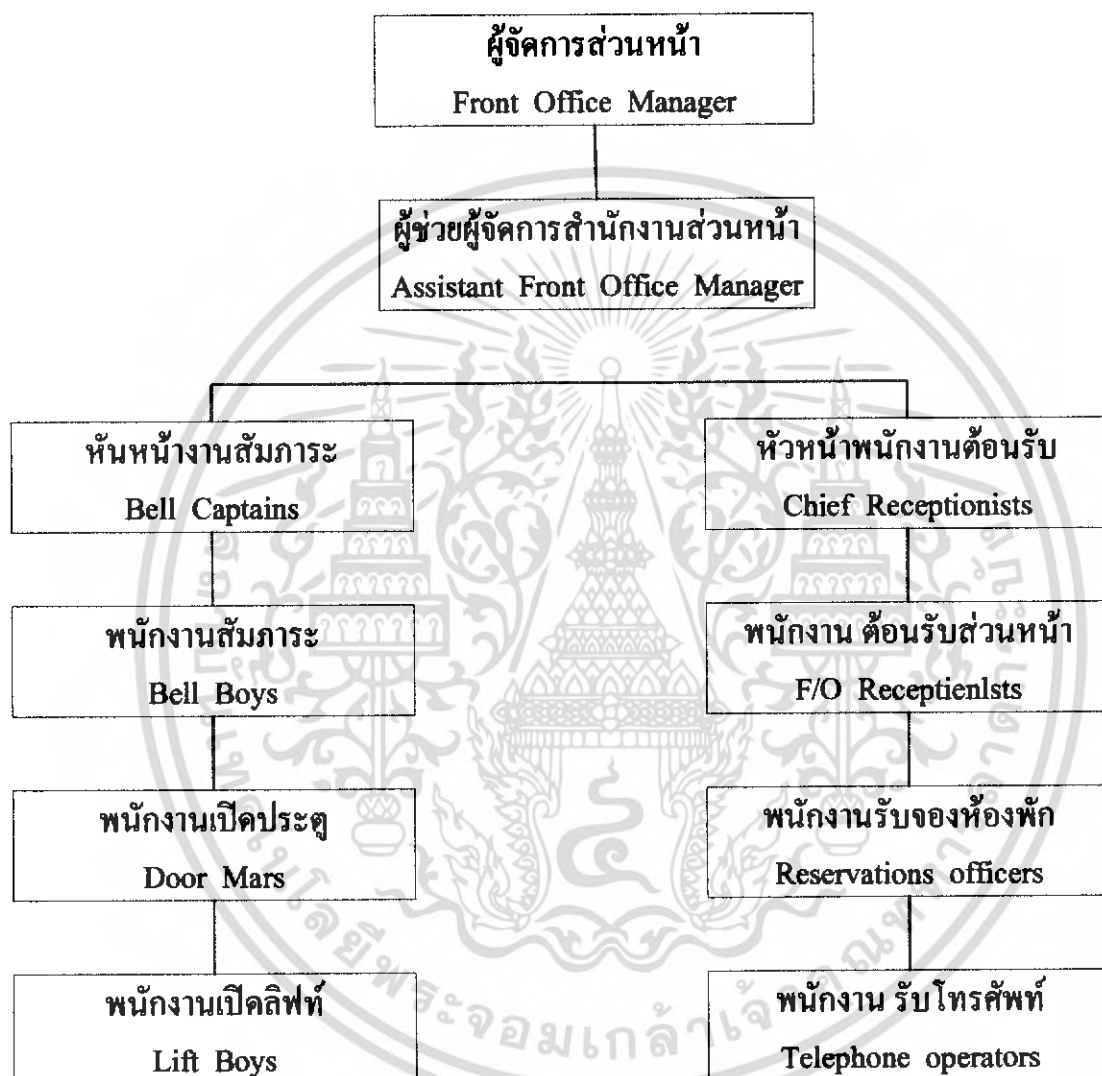 ผู้จัดการส่วนหน้า
Front Office Manager
ผู้ช่วยผู้จัดการสำนักงานส่วนหน้า
Assistant Front Office Manager
หันหน้างานสัมภาระ
Bell Captains
หัวหน้าพนักงานต้อนรับ
Chief Receptionists
พนักงานสัมภาระ
Bell Boys
พนักงาน ต้อนรับส่วนหน้า
F/O Receptienlsts
พนักงานเปิดประตู
Door Mars
พนักงานรับจองห้องพัก
Reservations officers
พนักงานเปิดลิฟท์
Lift Boys
พนักงาน รับโทรศัพท์
Telephone operators